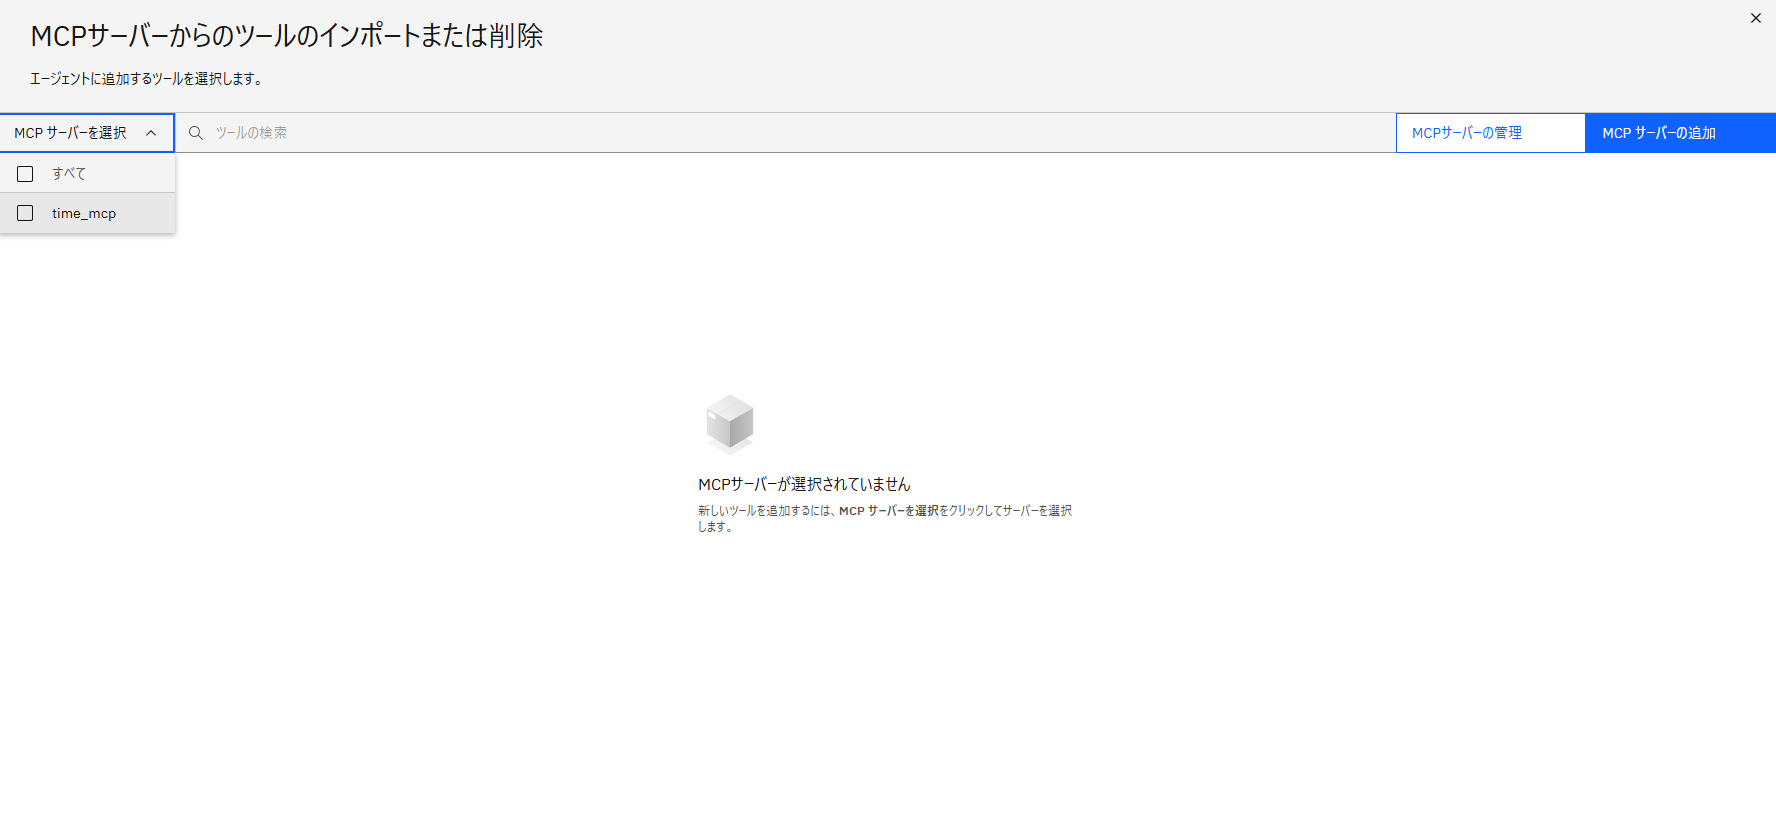 MCPサーバーからのツールのインポートまたは削除
エージェントに追加するツールを選択します。
MCP サーバーを選択
ツールの検索
MCPサーバーの管理
MCP サーバーの追加
すべて
time_mcp
MCPサーバーが選択されていません
新しいツールを追加するには、MCP サーバーを選択をクリックしてサーバーを選択
します。